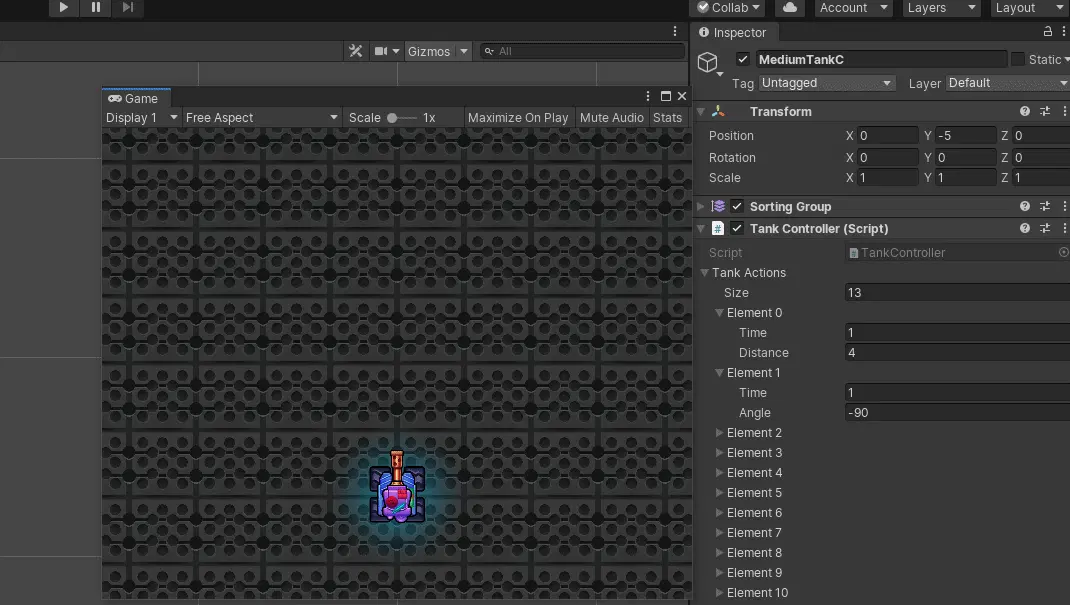 Collab Account Layers Layout
Inspector
Gizmos All
MediumTankC Static
Tag Untagged Layer Default
Game
Display 1 Free Aspect Scale 1x Maximize On Play Mute Audio Stats
Transform
Position X 0 Y -5 Z 0
Rotation X 0 Y 0 Z 0
Scale X 1 Y 1 Z 1
Sorting Group
# Tank Controller (Script)
Script # TankController
Tank Actions
Size 13
Element 0
Time 1
Distance 4
Element 1
Time 1
Angle -90
Element 2
Element 3
Element 4
Element 5
Element 6
Element 7
Element 8
Element 9
Element 10